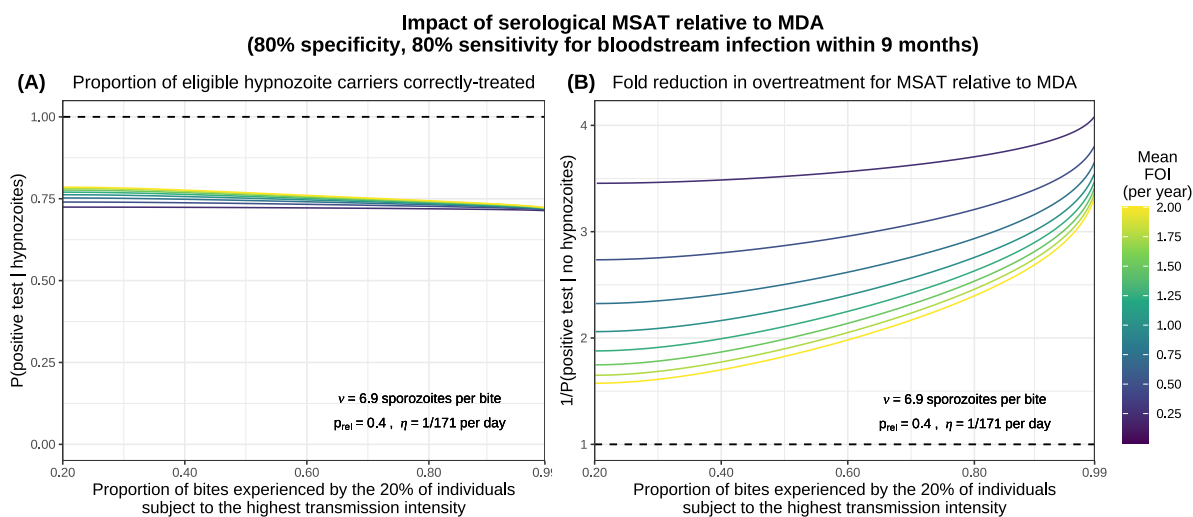 Impact of serological MSAT relative to MDA
(80% specificity, 80% sensitivity for bloodstream infection within 9 months)
(A) Proportion of eligible hypnozoite carriers correctly-treated
P(positive test | hypnozoites)
1.00
0.75
0.50
0.25
0.00
ν = 6.9 sporozoites per bite
p_rel = 0.4 , η = 1/171 per day
0.20 0.40 0.60 0.80 0.99
Proportion of bites experienced by the 20% of individuals
subject to the highest transmission intensity
(B) Fold reduction in overtreatment for MSAT relative to MDA
1/P(positive test | no hypnozoites)
4
3
2
1
ν = 6.9 sporozoites per bite
p_rel = 0.4 , η = 1/171 per day
0.20 0.40 0.60 0.80 0.99
Proportion of bites experienced by the 20% of individuals
subject to the highest transmission intensity
Mean
FOI
(per year)
2.00
1.75
1.50
1.25
1.00
0.75
0.50
0.25